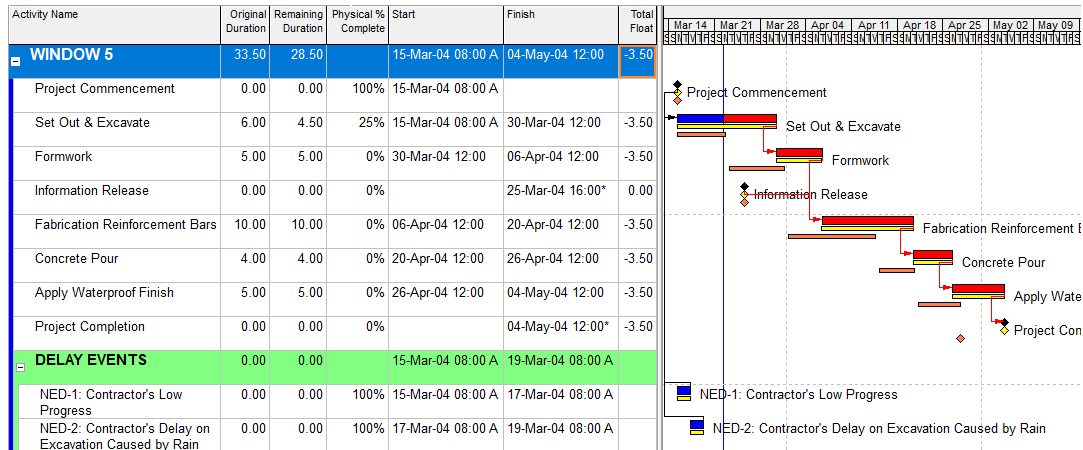 Activity Name Original Duration Remaining Duration Physical % Complete Start Finish Total Float
Mar 14 Mar 21 Mar 28 Apr 04 Apr 11 Apr 18 Apr 25 May 02 May 09
WINDOW 5 33.50 28.50 15-Mar-04 08:00 A 04-May-04 12:00 -3.50
Project Commencement 0.00 0.00 100% 15-Mar-04 08:00 A Project Commencement
Set Out & Excavate 6.00 4.50 25% 15-Mar-04 08:00 A 30-Mar-04 12:00 -3.50 Set Out & Excavate
Formwork 5.00 5.00 0% 30-Mar-04 12:00 06-Apr-04 12:00 -3.50 Formwork
Information Release 0.00 0.00 0% 25-Mar-04 16:00* 0.00 Information Release
Fabrication Reinforcement Bars 10.00 10.00 0% 06-Apr-04 12:00 20-Apr-04 12:00 -3.50 Fabrication Reinforcement B
Concrete Pour 4.00 4.00 0% 20-Apr-04 12:00 26-Apr-04 12:00 -3.50 Concrete Pour
Apply Waterproof Finish 5.00 5.00 0% 26-Apr-04 12:00 04-May-04 12:00 -3.50 Apply Wate
Project Completion 0.00 0.00 0% 04-May-04 12:00* -3.50 Project Con
DELAY EVENTS 0.00 0.00 15-Mar-04 08:00 A 19-Mar-04 08:00 A
NED-1: Contractor's Low Progress 0.00 0.00 100% 15-Mar-04 08:00 A 17-Mar-04 08:00 A NED-1: Contractor's Low Progress
NED-2: Contractor's Delay on Excavation Caused by Rain 0.00 0.00 100% 17-Mar-04 08:00 A 19-Mar-04 08:00 A NED-2: Contractor's Delay on Excavation Caused by Rain